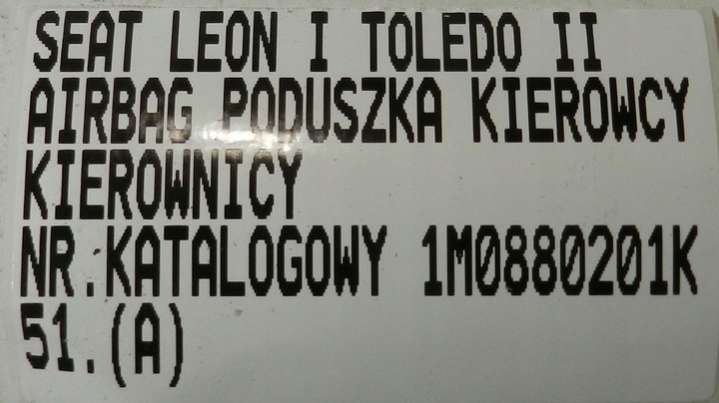 SEAT LEON I TOLEDO II
AIRBAG PODUSZKA KIEROWCY
KIEROWNICY
NR.KATALOGOWY 1M0880201K
51.(A)